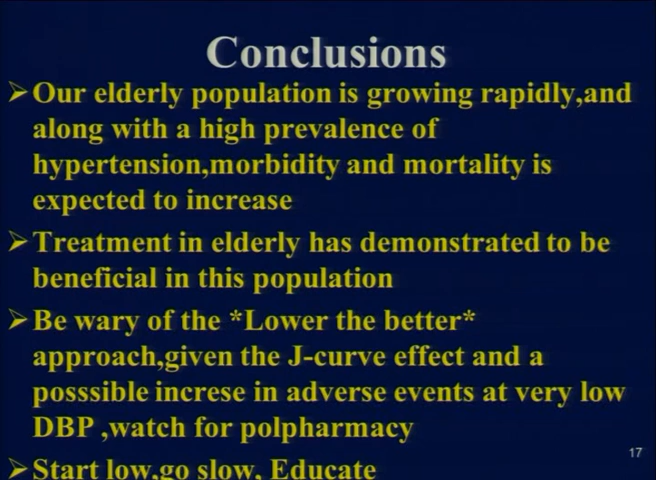 Conclusions
➢Our elderly population is growing rapidly,and
along with a high prevalence of
hypertension,morbidity and mortality is
expected to increase
➢Treatment in elderly has demonstrated to be
beneficial in this population
➢Be wary of the *Lower the better*
approach,given the J-curve effect and a
posssible increse in adverse events at very low
DBP ,watch for polpharmacy
17
➢Start low,go slow, Educate